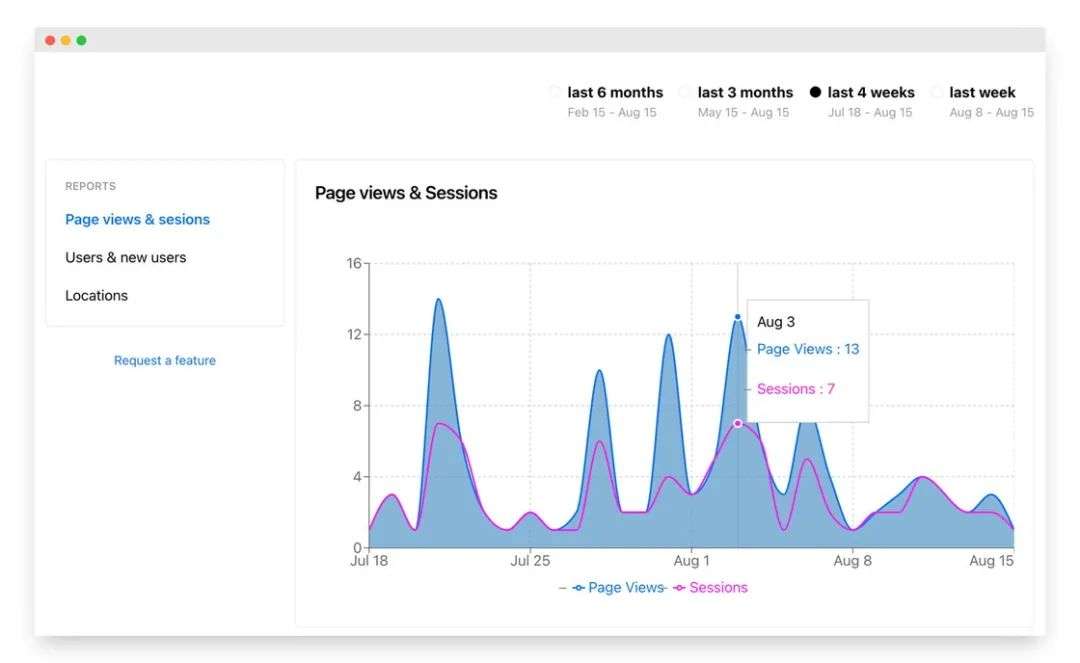 last 6 months
Feb 15 - Aug 15
last 3 months
May 15 - Aug 15
last 4 weeks
Jul 18 - Aug 15
last week
Aug 8 - Aug 15
REPORTS
Page views & sesions
Users & new users
Locations
Request a feature
Page views & Sessions
16
12
8
4
0
Aug 3
Page Views : 13
Sessions : 7
Jul 18
Jul 25
Aug 1
Aug 8
Aug 15
Page Views
Sessions